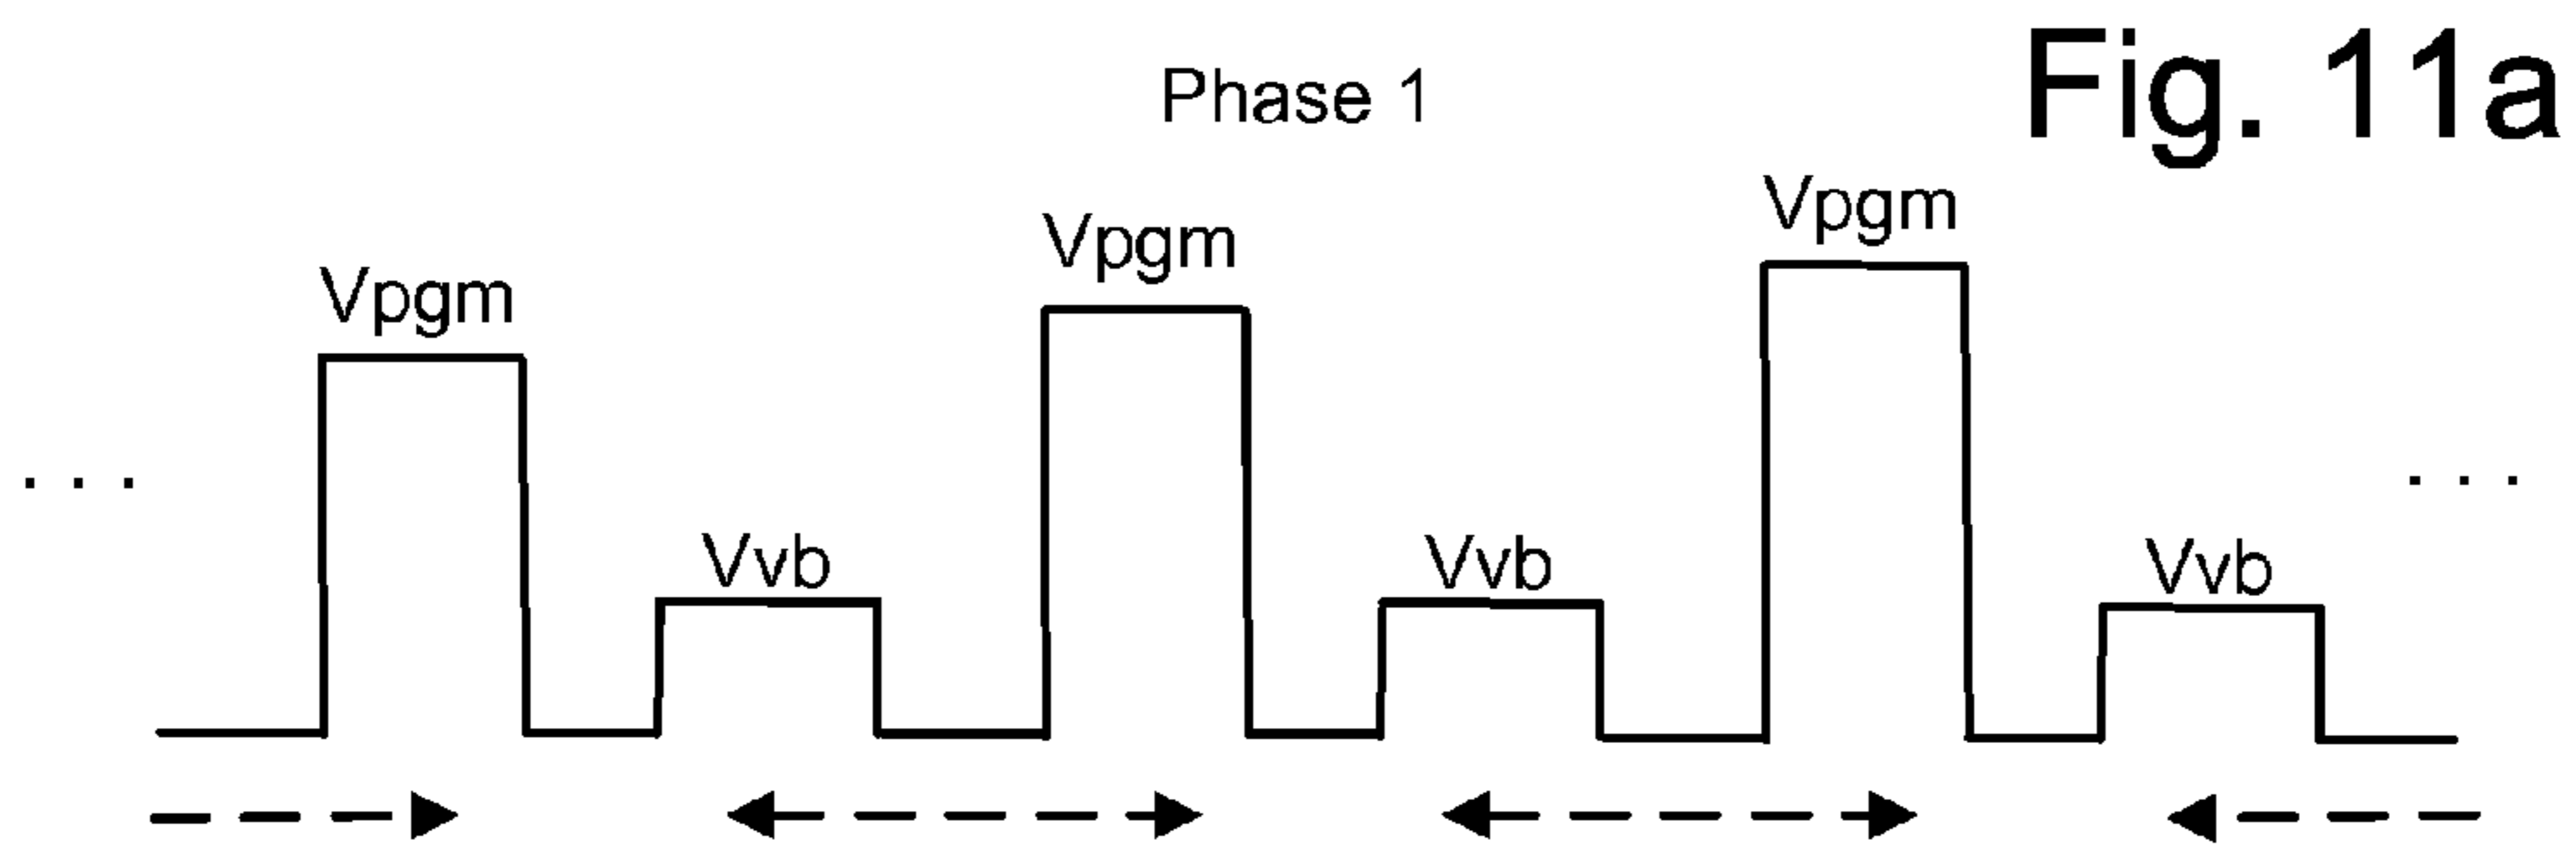 Fig. 11a
Phase 1
Vpgm
Vpgm
Vpgm
. . .
. . .
Vvb
Vvb
Vvb